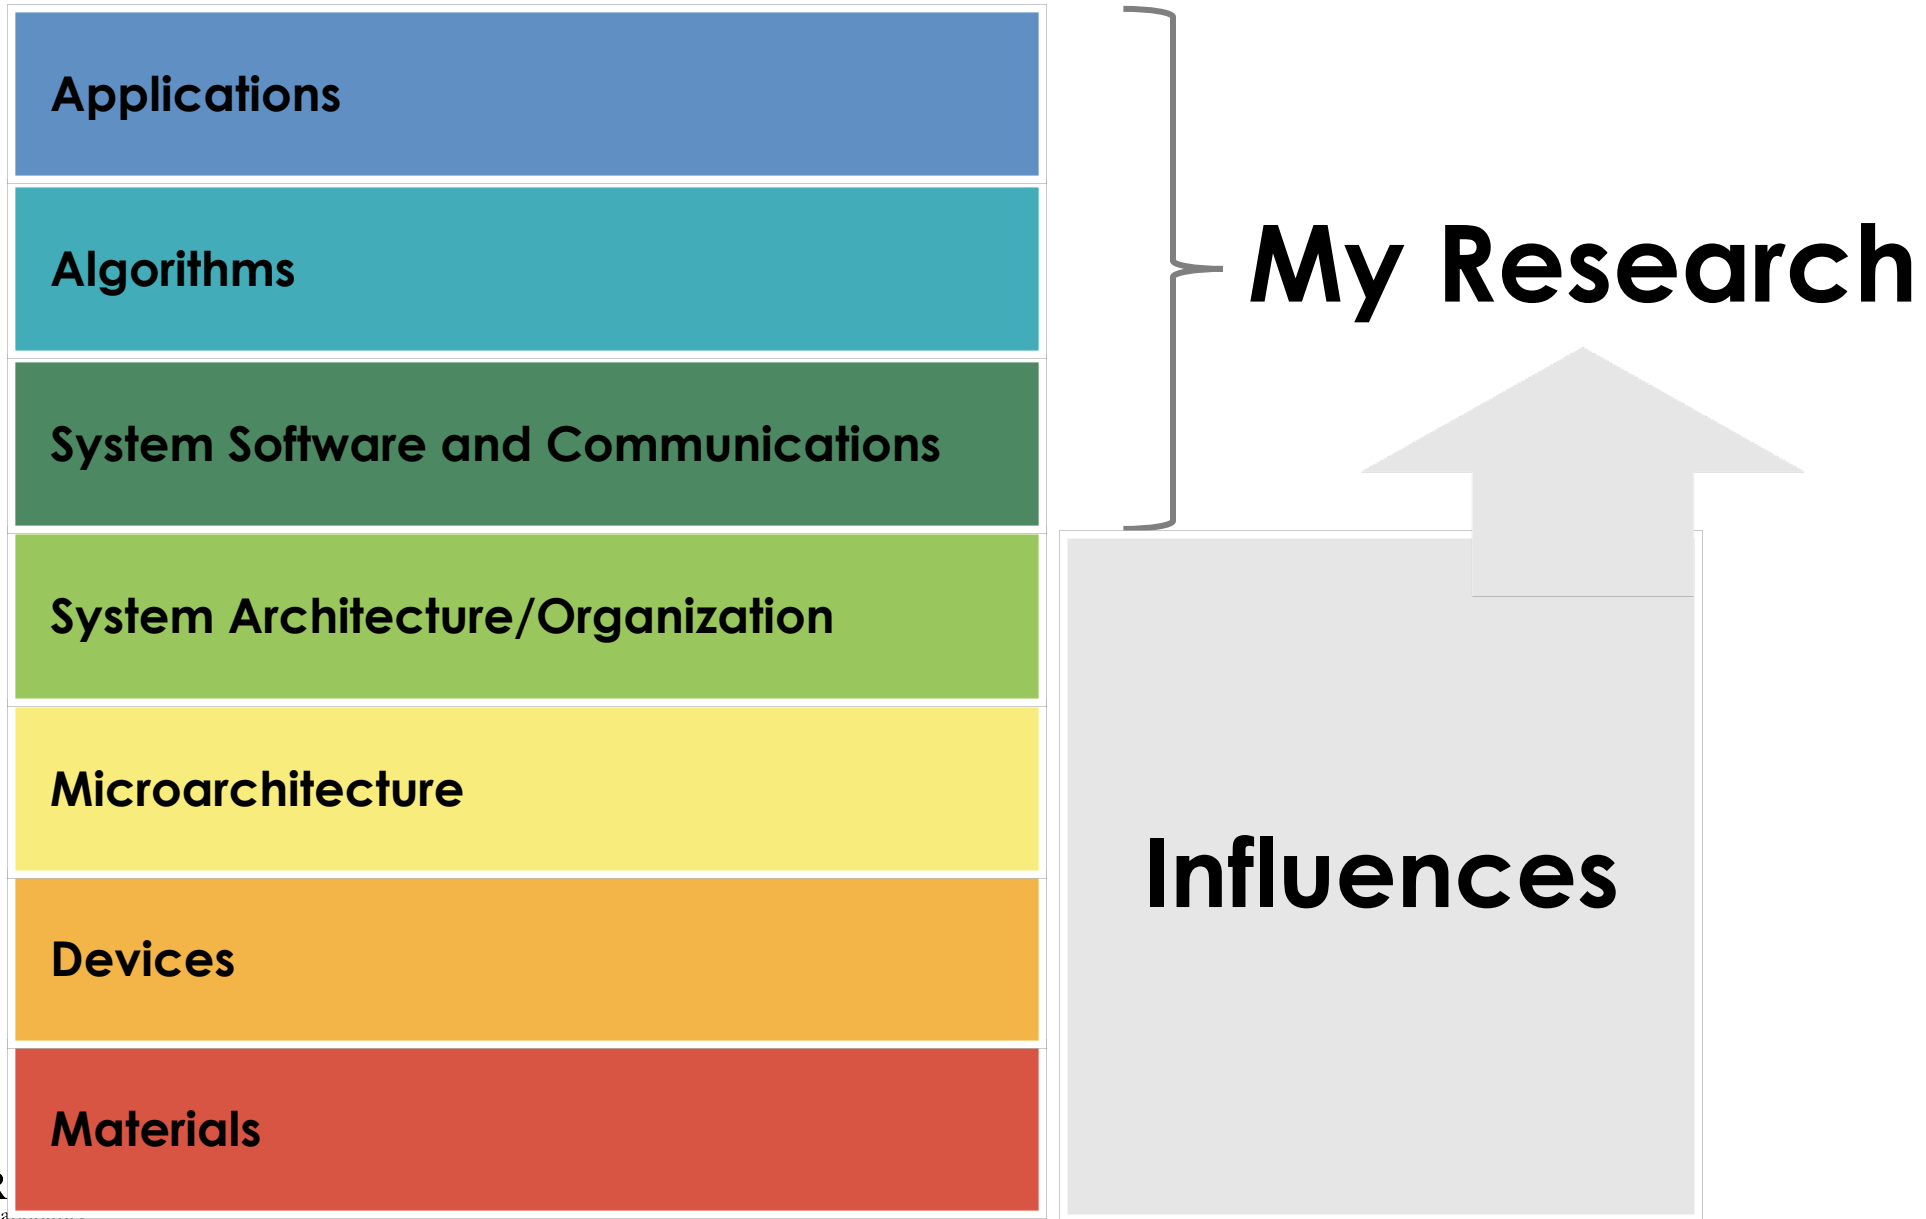 Applications
Algorithms
System Software and Communications
My Research
System Architecture/Organization
Microarchitecture
Influences
Devices
Materials
R